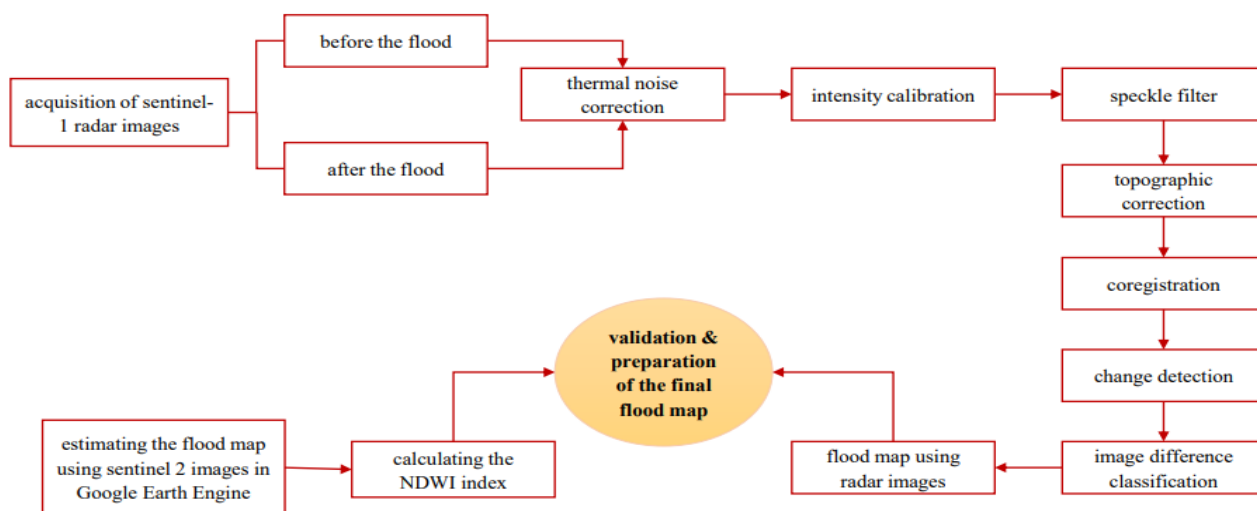 before the flood
acquisition of sentinel-
1 radar images
after the flood
thermal noise
correction
intensity calibration
speckle filter
topographic
correction
coregistration
change detection
image difference
classification
flood map using
radar images
validation &
preparation
of the final
flood map
estimating the flood map
using sentinel 2 images in
Google Earth Engine
calculating the
NDWI index